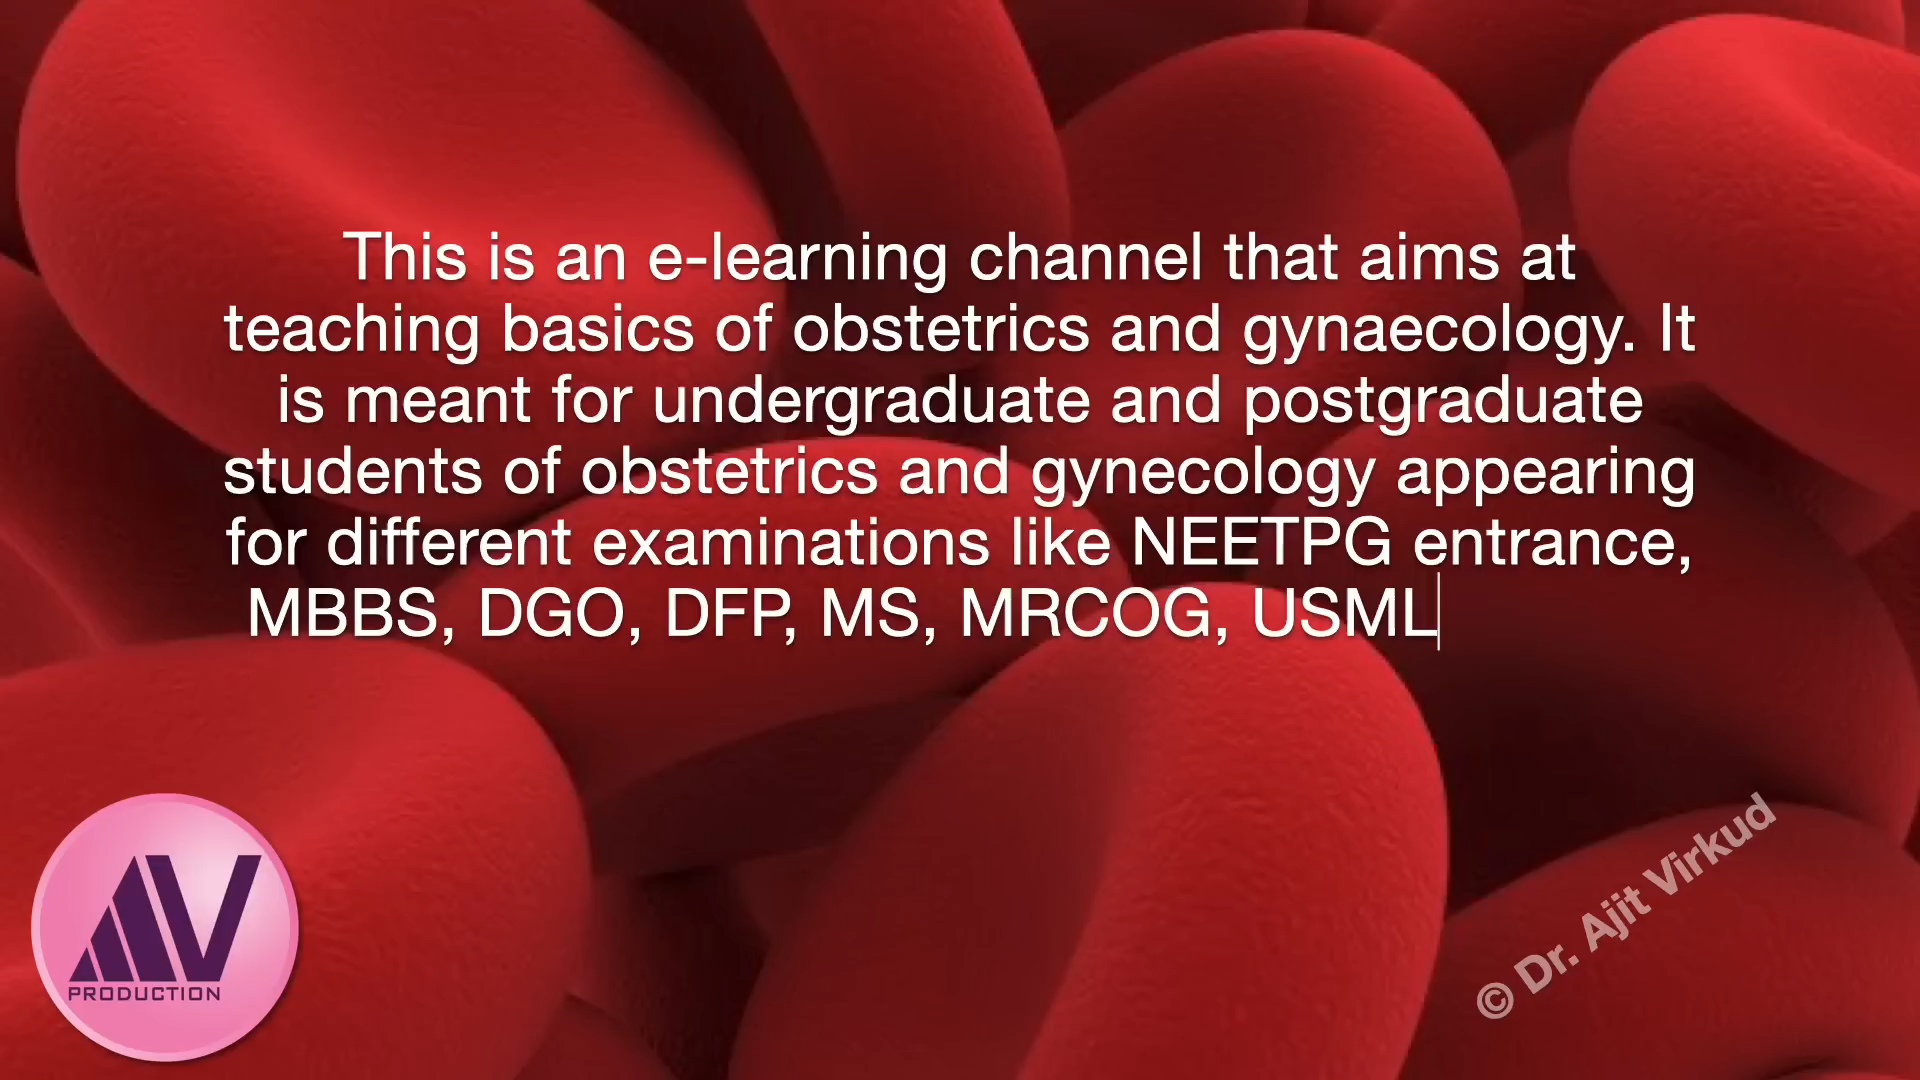 This is an e-learning channel that aims at
teaching basics of obstetrics and gynaecology. It
is meant for undergraduate and postgraduate
students of obstetrics and gynecology appearing
for different examinations like NEETPG entrance,
MBBS, DGO, DFP, MS, MRCOG, USML
AV
PRODUCTION
© Dr. Ajit Virkud